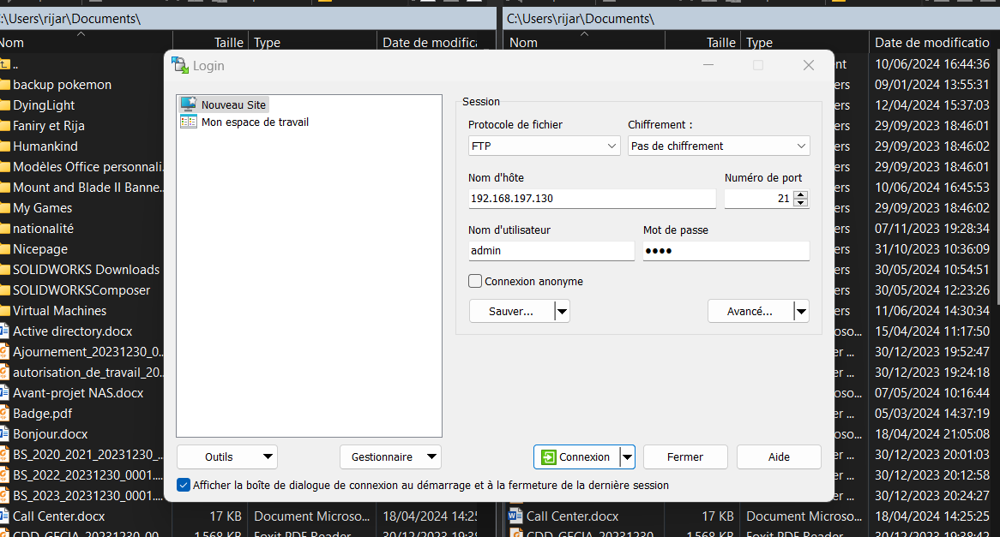 C:\Users\rijar\Documents\
C:\Users\rijar\Documents\
Nom Taille Type Date de modific
Nom Taille Type Date de modificatio
..
backup pokemon
DyingLight
Faniry et Rija
Humankind
Modèles Office personnali...
Mount and Blade II Banne...
My Games
nationalité
Nicepage
SOLIDWORKS Downloads
SOLIDWORKSComposer
Virtual Machines
Active directory.docx
Ajournement_20231230_0...
autorisation_de_travail_20...
Avant-projet NAS.docx
Badge.pdf
Bonjour.docx
BS_2020_2021_20231230_...
BS_2022_20231230_0001....
BS_2023_20231230_0001....
Call Center.docx 17 KB Document Microso... 18/04/2024 14:25
CDD_GECIA_20231230_00 1 568 KB Foxit PDF Reader 30/12/2023 19:38
Login
Nouveau Site
Mon espace de travail
Session
Protocole de fichier Chiffrement :
FTP Pas de chiffrement
Nom d'hôte Numéro de port
192.168.197.130 21
Nom d'utilisateur Mot de passe
admin ●●●●
Connexion anonyme
Sauver... Avancé...
Outils Gestionnaire Connexion Fermer Aide
Afficher la boîte de dialogue de connexion au démarrage et à la fermeture de la dernière session
nt 10/06/2024 16:44:36
ers 09/01/2024 13:55:31
ers 12/04/2024 15:37:03
ers 29/09/2023 18:46:01
ers 29/09/2023 18:46:02
ers 29/09/2023 18:46:01
ers 10/06/2024 16:45:53
ers 29/09/2023 18:46:02
ers 07/11/2023 19:28:34
ers 31/10/2023 10:36:09
ers 30/05/2024 10:54:51
ers 30/05/2024 12:23:26
ers 11/06/2024 14:30:34
oso... 15/04/2024 11:17:50
er ... 30/12/2023 19:52:47
er ... 30/12/2023 19:24:18
oso... 07/05/2024 10:16:44
er ... 05/03/2024 14:37:19
oso... 18/04/2024 21:05:08
er ... 30/12/2023 20:01:03
er ... 30/12/2023 20:12:58
er ... 30/12/2023 20:24:27
Call Center.docx 17 KB Document Microso... 18/04/2024 14:25:25
CDD_GECIA_20231230 1 568 KB Foxit PDF Reader 30/12/2023 19:38:42